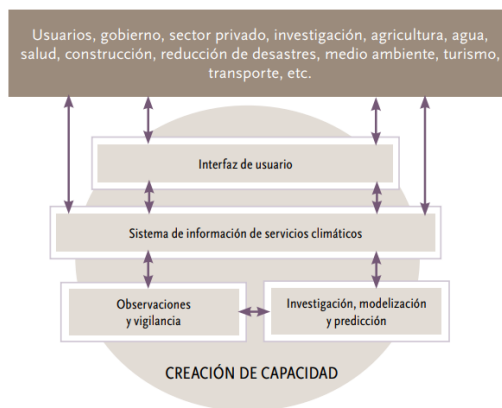 Usuarios, gobierno, sector privado, investigación, agricultura, agua,
salud, construcción, reducción de desastres, medio ambiente, turismo,
transporte, etc.
Interfaz de usuario
Sistema de información de servicios climáticos
Observaciones
y vigilancia
Investigación, modelización
y predicción
CREACIÓN DE CAPACIDAD